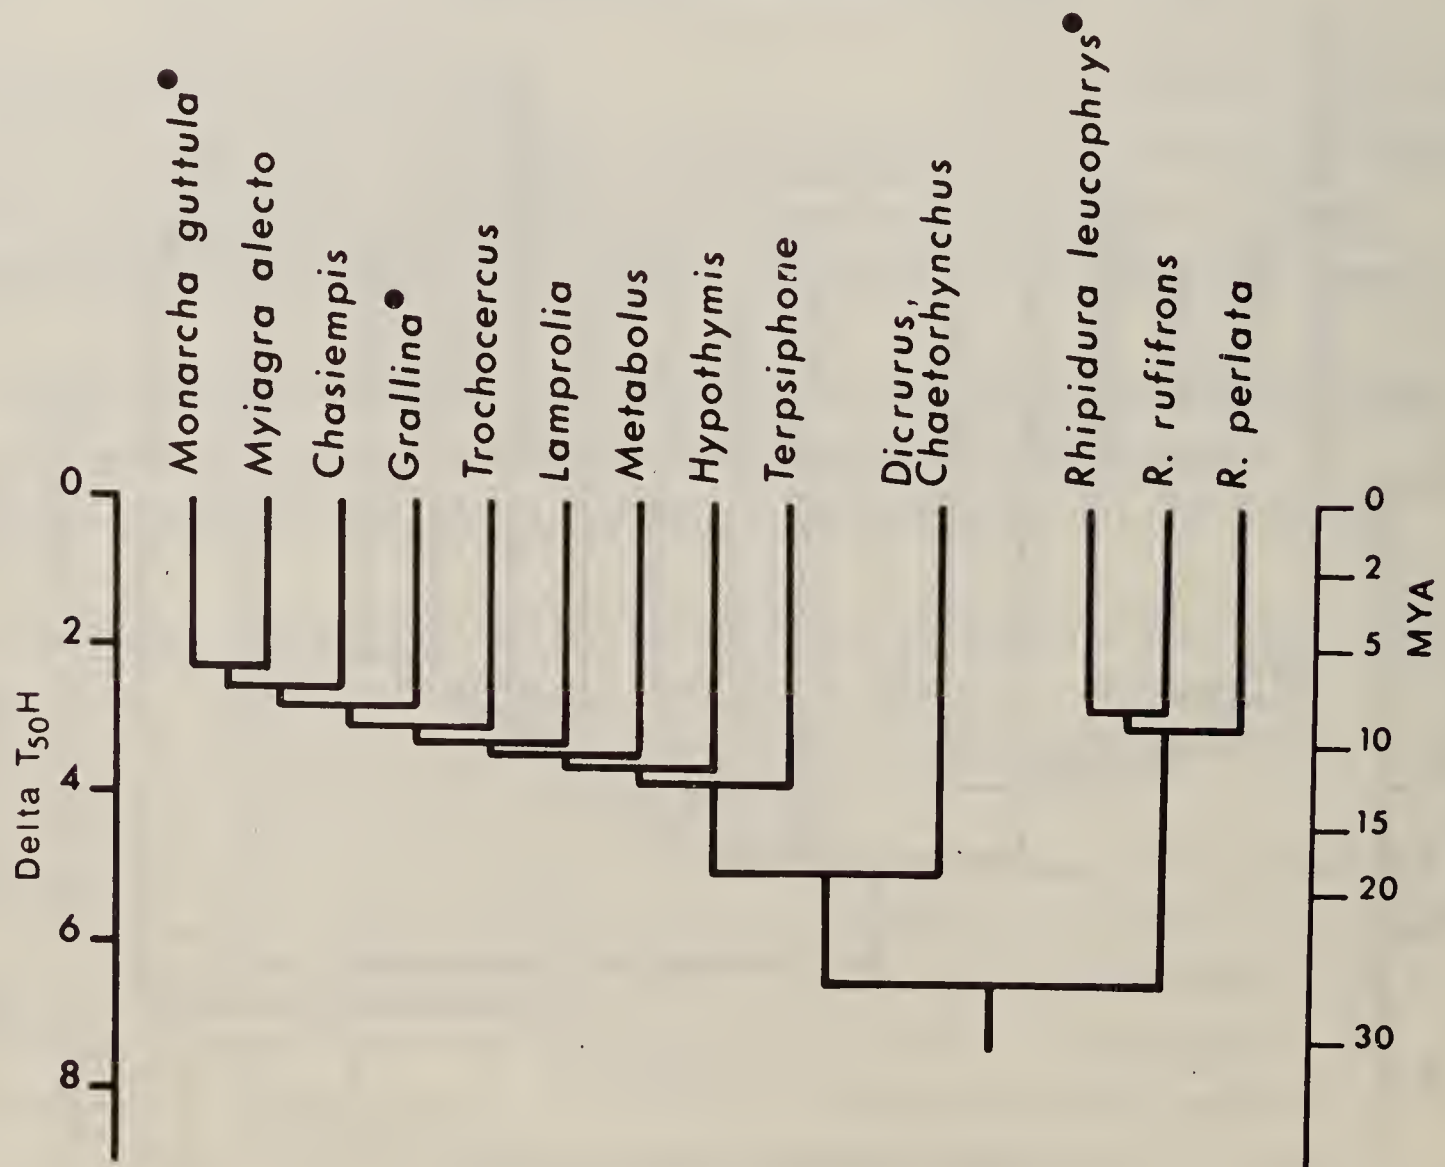 Monarcha guttula●
Myiagra alecto
Chasiempis
Grallina●
Trochocercus
Lamprolia
Metabolus
Hypothymis
Terpsiphone
Dicrurus,
Chaetorhynchus
Rhipidura leucophrys●
R. rufifrons
R. perlata
0
2
4
6
8
Delta T50H
0
2
5
10
15
20
30
MYA